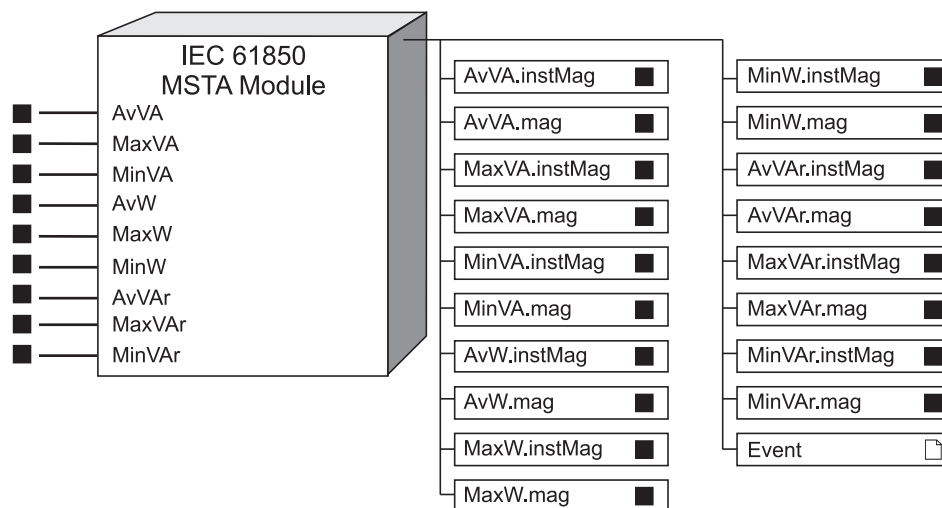 IEC 61850
MSTA Module
AvVA
MaxVA
MinVA
AvW
MaxW
MinW
AvVAr
MaxVAr
MinVAr
AvVA.instMag
AvVA.mag
MaxVA.instMag
MaxVA.mag
MinVA.instMag
MinVA.mag
AvW.instMag
AvW.mag
MaxW.instMag
MaxW.mag
MinW.instMag
MinW.mag
AvVAr.instMag
AvVAr.mag
MaxVAr.instMag
MaxVAr.mag
MinVAr.instMag
MinVAr.mag
Event